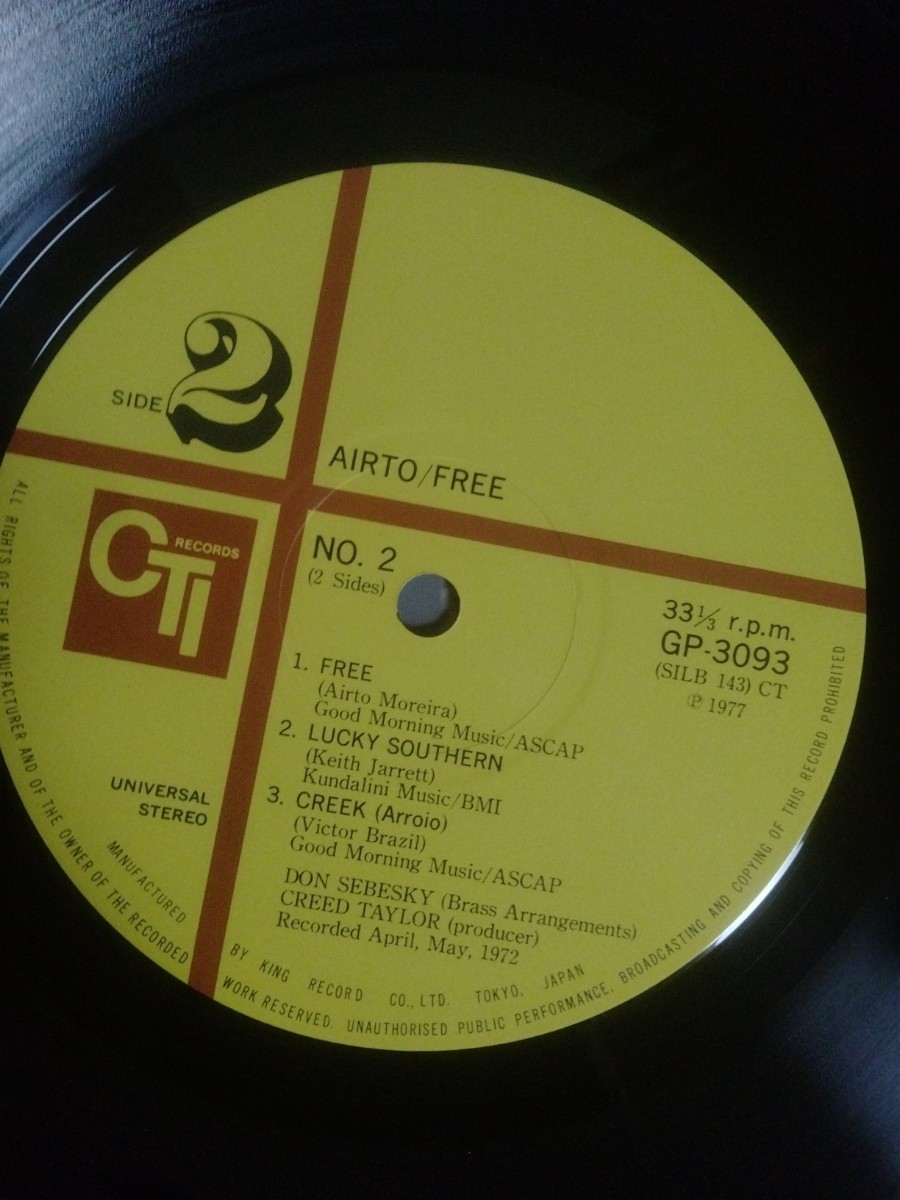 SIDE 2
AIRTO/FREE
CTI RECORDS
NO. 2
(2 Sides)
33⅓ r.p.m.
GP-3093
(SILB 143) CT
℗ 1977
1. FREE
(Airto Moreira)
Good Morning Music/ASCAP
2. LUCKY SOUTHERN
(Keith Jarrett)
Kundalini Music/BMI
3. CREEK (Arroio)
(Victor Brazil)
Good Morning Music/ASCAP
DON SEBESKY (Brass Arrangements)
CREED TAYLOR (producer)
Recorded April, May, 1972
UNIVERSAL
STEREO
MANUFACTURED BY KING RECORD CO., LTD. TOKYO, JAPAN
ALL RIGHTS OF THE MANUFACTURER AND OF THE OWNER OF THE RECORDED WORK RESERVED. UNAUTHORISED PUBLIC PERFORMANCE, BROADCASTING AND COPYING OF THIS RECORD PROHIBITED